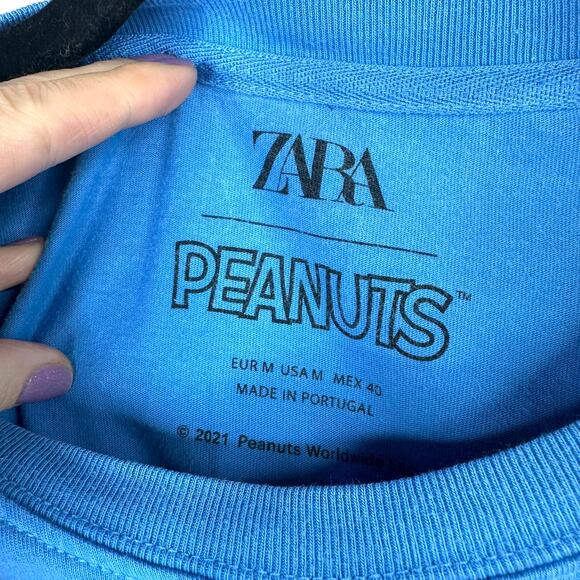 ZARA
PEANUTS™
EUR M USA M MEX 40
MADE IN PORTUGAL
© 2021 Peanuts Worldwide